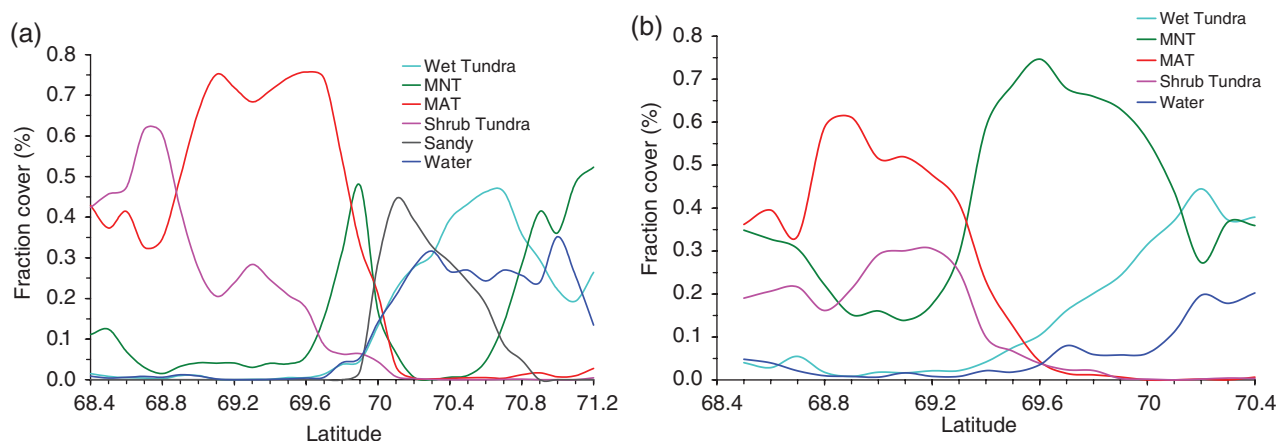 (a)
Fraction cover (%)
0.8
0.7
0.6
0.5
0.4
0.3
0.2
0.1
0.0
Wet Tundra
MNT
MAT
Shrub Tundra
Sandy
Water
68.4 68.8 69.2 69.6 70 70.4 70.8 71.2
Latitude
(b)
Fraction cover (%)
0.8
0.7
0.6
0.5
0.4
0.3
0.2
0.1
0.0
Wet Tundra
MNT
MAT
Shrub Tundra
Water
68.4 68.8 69.2 69.6 70 70.4
Latitude